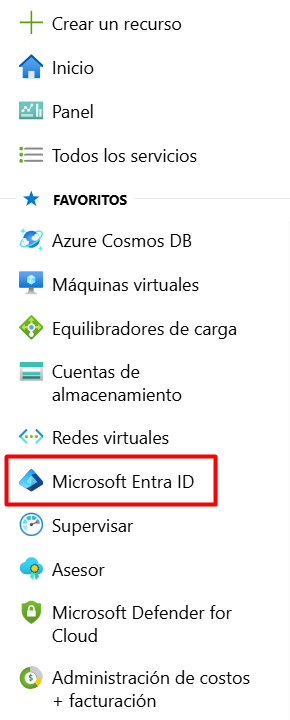 Crear un recurso
Inicio
Panel
Todos los servicios
FAVORITOS
Azure Cosmos DB
Máquinas virtuales
Equilibradores de carga
Cuentas de
almacenamiento
Redes virtuales
Microsoft Entra ID
Supervisar
Asesor
Microsoft Defender for
Cloud
Administración de costos
+ facturación